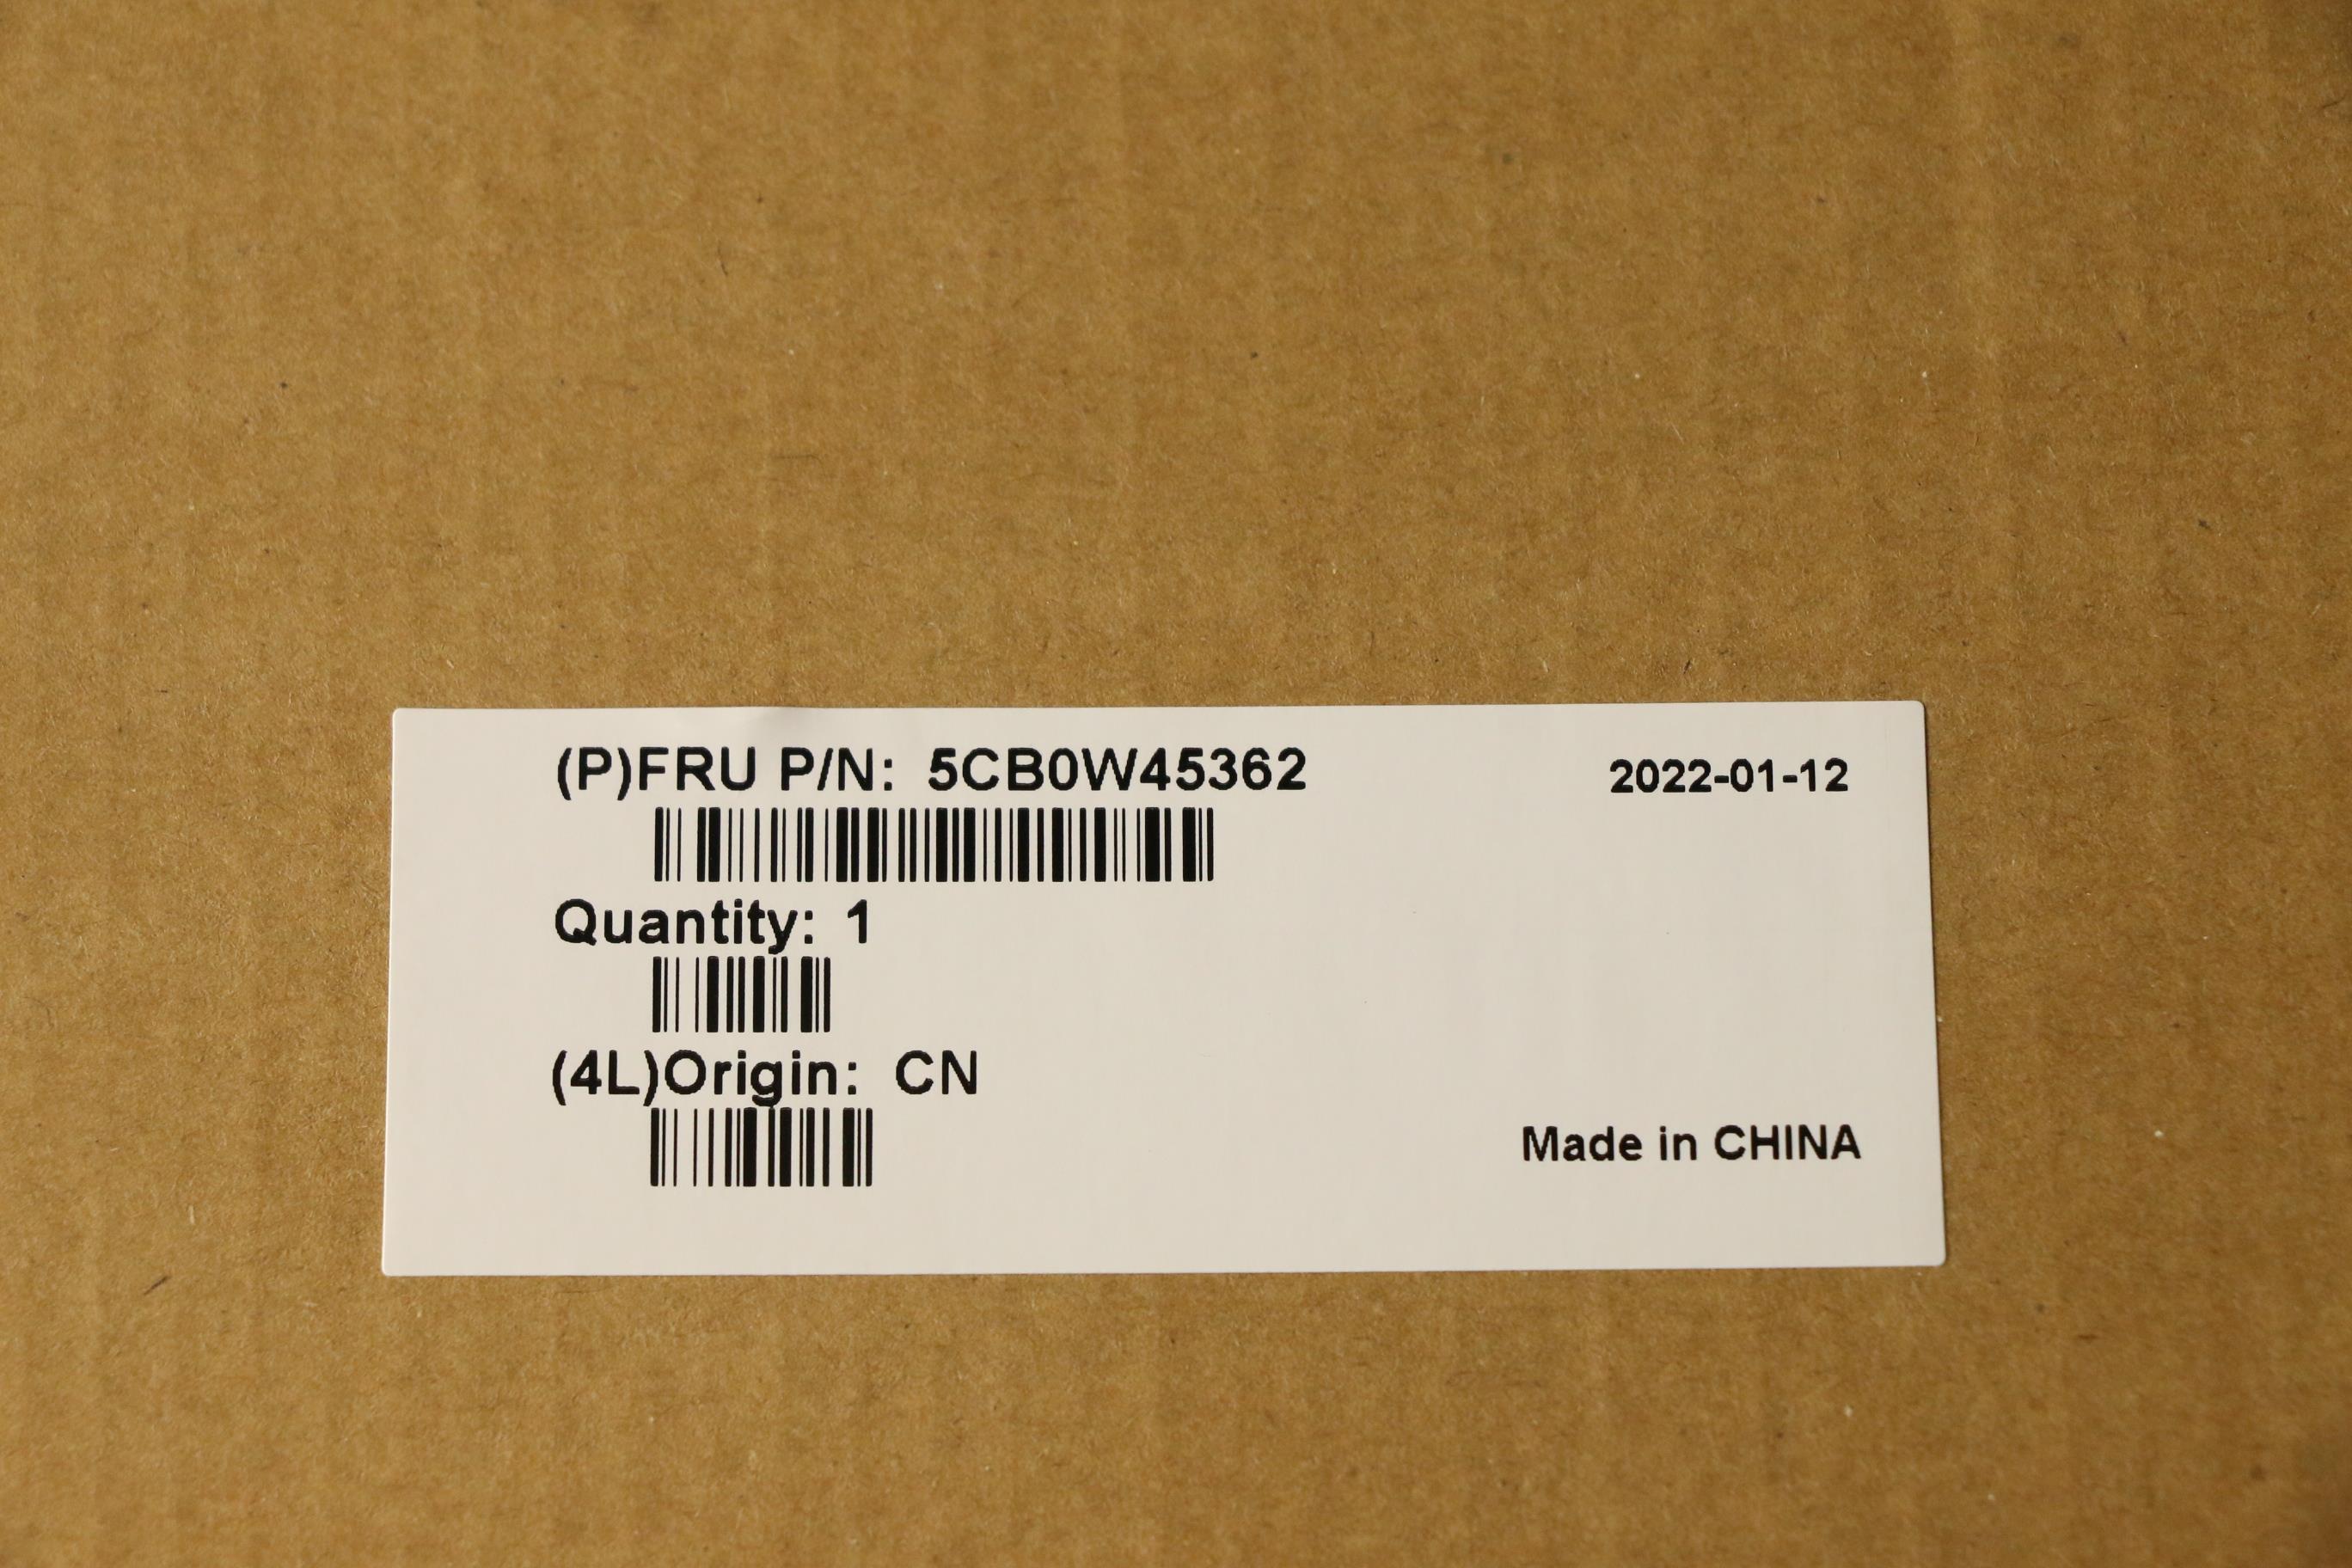 (P)FRU P/N: 5CB0W45362
2022-01-12
Quantity: 1
(4L)Origin: CN
Made in CHINA